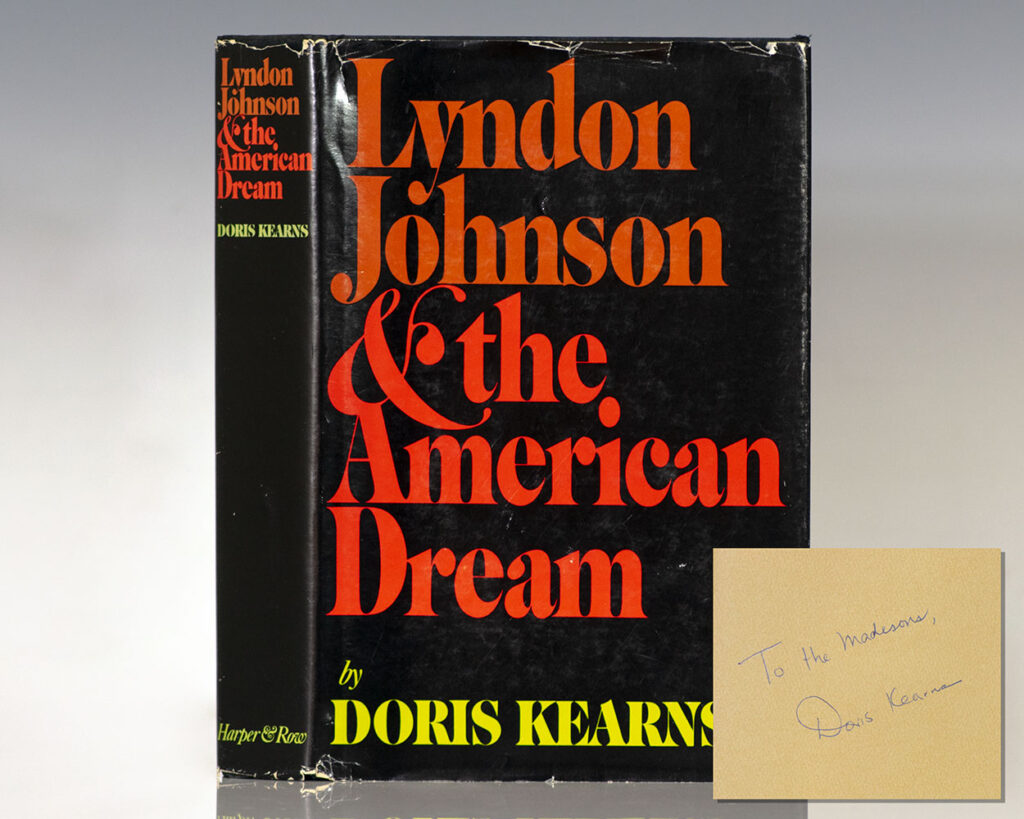 Lyndon
Johnson
& the
American
Dream
DORIS KEARNS
Harper & Row
Lyndon
Johnson
& the
American
Dream
by
DORIS KEARNS
To the Madisons,
Doris Kearns